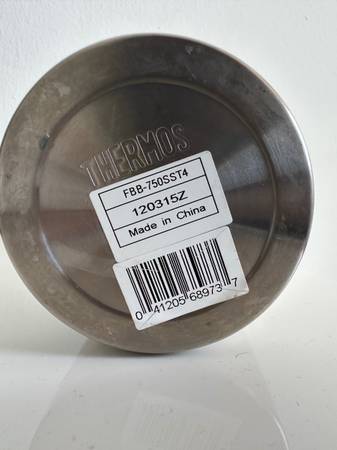 THERMOS
FBB-750SST4
120315Z
Made in China
0 41205 68973 7